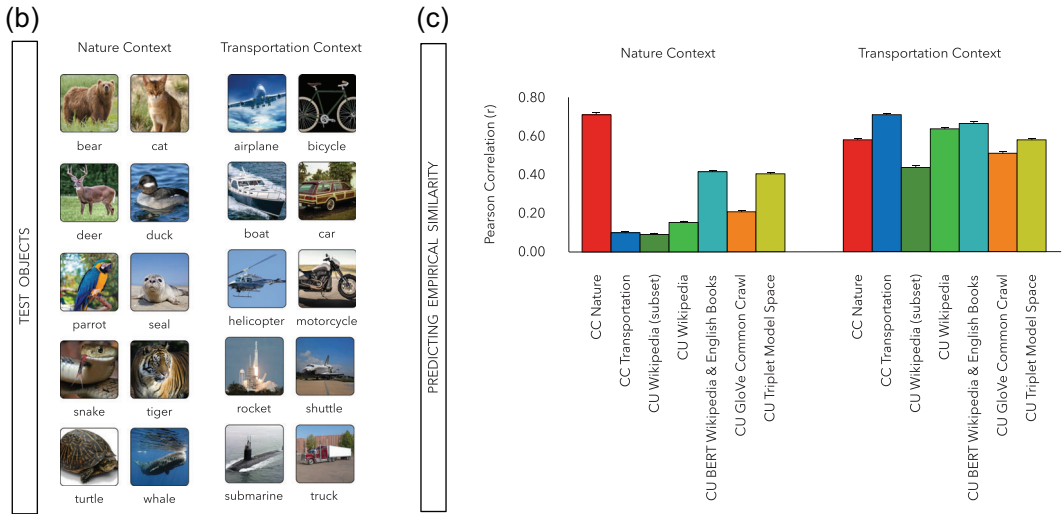 (b)
TEST OBJECTS
Nature Context
Transportation Context
bear
cat
airplane
bicycle
deer
duck
boat
car
parrot
seal
helicopter
motorcycle
snake
tiger
rocket
shuttle
turtle
whale
submarine
truck
(c)
PREDICTING EMPIRICAL SIMILARITY
Nature Context
Transportation Context
Pearson Correlation (r)
0.80
0.60
0.40
0.20
0.00
CC Nature
CC Transportation
CU Wikipedia (subset)
CU Wikipedia
CU BERT Wikipedia & English Books
CU GloVe Common Crawl
CU Triplet Model Space
CC Nature
CC Transportation
CU Wikipedia (subset)
CU Wikipedia
CU BERT Wikipedia & English Books
CU GloVe Common Crawl
CU Triplet Model Space